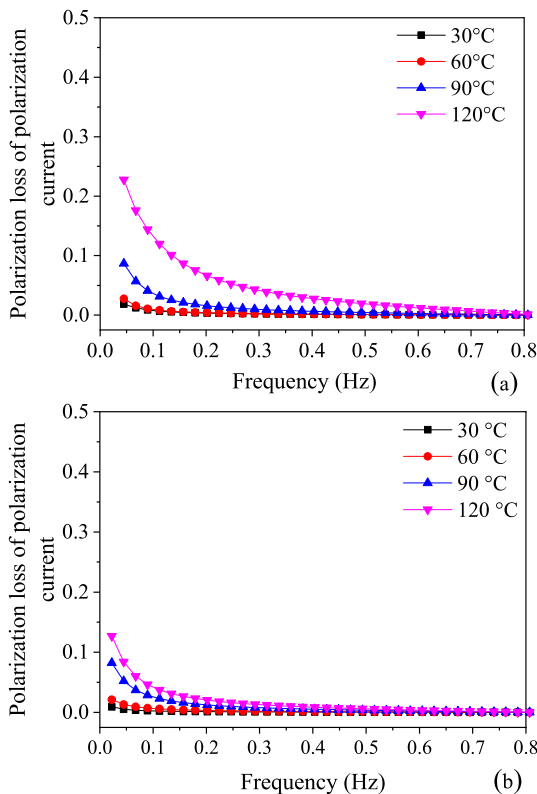 Polarization loss of polarization
current
0.5
0.4
0.3
0.2
0.1
0.0
30°C
60°C
90°C
120°C
0.0 0.1 0.2 0.3 0.4 0.5 0.6 0.7 0.8
Frequency (Hz)
(a)
Polarization loss of polarization
current
0.5
0.4
0.3
0.2
0.1
0.0
30 °C
60 °C
90 °C
120 °C
0.0 0.1 0.2 0.3 0.4 0.5 0.6 0.7 0.8
Frequency (Hz)
(b)